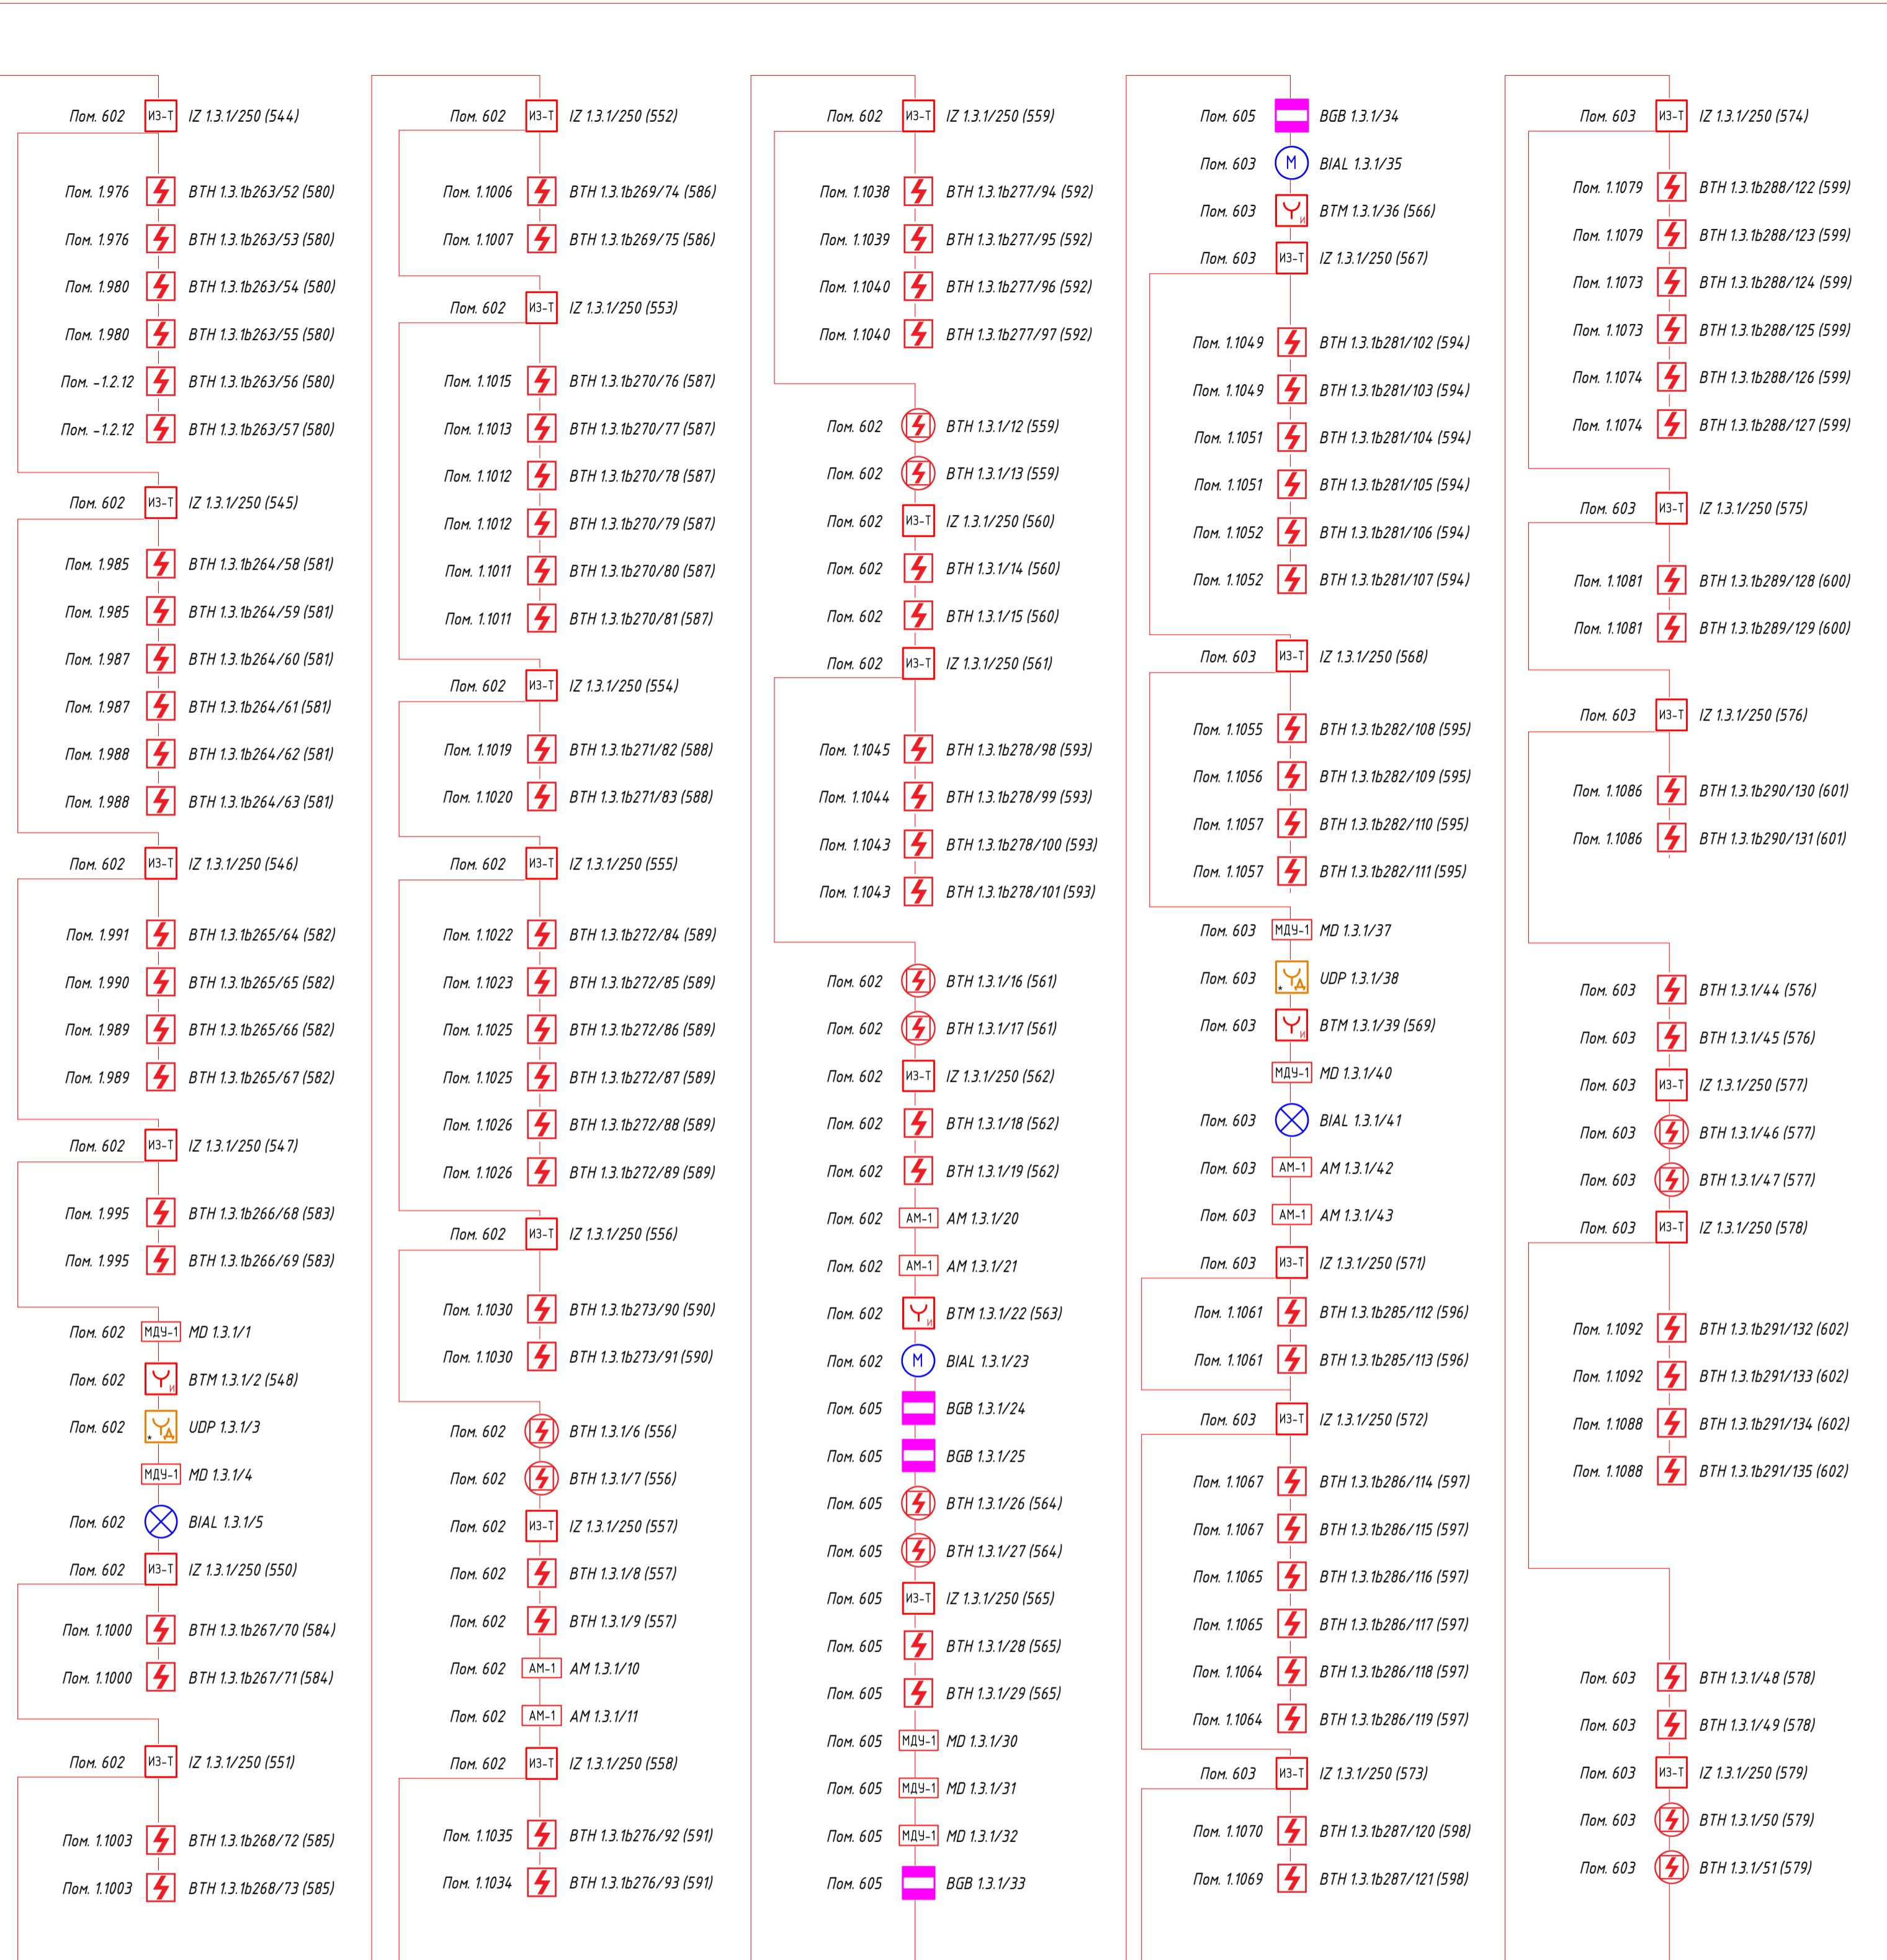 Пом. 602 ИЗ-Т IZ 1.3.1/250 (544)
Пом. 1.976 BTH 1.3.1b263/52 (580)
Пом. 1.976 BTH 1.3.1b263/53 (580)
Пом. 1.980 BTH 1.3.1b263/54 (580)
Пом. 1.980 BTH 1.3.1b263/55 (580)
Пом. -1.2.12 BTH 1.3.1b263/56 (580)
Пом. -1.2.12 BTH 1.3.1b263/57 (580)
Пом. 602 ИЗ-Т IZ 1.3.1/250 (545)
Пом. 1.985 BTH 1.3.1b264/58 (581)
Пом. 1.985 BTH 1.3.1b264/59 (581)
Пом. 1.987 BTH 1.3.1b264/60 (581)
Пом. 1.987 BTH 1.3.1b264/61 (581)
Пом. 1.988 BTH 1.3.1b264/62 (581)
Пом. 1.988 BTH 1.3.1b264/63 (581)
Пом. 602 ИЗ-Т IZ 1.3.1/250 (546)
Пом. 1.991 BTH 1.3.1b265/64 (582)
Пом. 1.990 BTH 1.3.1b265/65 (582)
Пом. 1.989 BTH 1.3.1b265/66 (582)
Пом. 1.989 BTH 1.3.1b265/67 (582)
Пом. 602 ИЗ-Т IZ 1.3.1/250 (547)
Пом. 1.995 BTH 1.3.1b266/68 (583)
Пом. 1.995 BTH 1.3.1b266/69 (583)
Пом. 602 МДУ-1 MD 1.3.1/1
Пом. 602 И BTM 1.3.1/2 (548)
Пом. 602 * Д UDP 1.3.1/3
Пом. 602 МДУ-1 MD 1.3.1/4
Пом. 602 BIAL 1.3.1/5
Пом. 602 ИЗ-Т IZ 1.3.1/250 (550)
Пом. 1.1000 BTH 1.3.1b267/70 (584)
Пом. 1.1000 BTH 1.3.1b267/71 (584)
Пом. 602 ИЗ-Т IZ 1.3.1/250 (551)
Пом. 1.1003 BTH 1.3.1b268/72 (585)
Пом. 1.1003 BTH 1.3.1b268/73 (585)
Пом. 602 ИЗ-Т IZ 1.3.1/250 (552)
Пом. 1.1006 BTH 1.3.1b269/74 (586)
Пом. 1.1007 BTH 1.3.1b269/75 (586)
Пом. 602 ИЗ-Т IZ 1.3.1/250 (553)
Пом. 1.1015 BTH 1.3.1b270/76 (587)
Пом. 1.1013 BTH 1.3.1b270/77 (587)
Пом. 1.1012 BTH 1.3.1b270/78 (587)
Пом. 1.1012 BTH 1.3.1b270/79 (587)
Пом. 1.1011 BTH 1.3.1b270/80 (587)
Пом. 1.1011 BTH 1.3.1b270/81 (587)
Пом. 602 ИЗ-Т IZ 1.3.1/250 (554)
Пом. 1.1019 BTH 1.3.1b271/82 (588)
Пом. 1.1020 BTH 1.3.1b271/83 (588)
Пом. 602 ИЗ-Т IZ 1.3.1/250 (555)
Пом. 1.1022 BTH 1.3.1b272/84 (589)
Пом. 1.1023 BTH 1.3.1b272/85 (589)
Пом. 1.1025 BTH 1.3.1b272/86 (589)
Пом. 1.1025 BTH 1.3.1b272/87 (589)
Пом. 1.1026 BTH 1.3.1b272/88 (589)
Пом. 1.1026 BTH 1.3.1b272/89 (589)
Пом. 602 ИЗ-Т IZ 1.3.1/250 (556)
Пом. 1.1030 BTH 1.3.1b273/90 (590)
Пом. 1.1030 BTH 1.3.1b273/91 (590)
Пом. 602 BTH 1.3.1/6 (556)
Пом. 602 BTH 1.3.1/7 (556)
Пом. 602 ИЗ-Т IZ 1.3.1/250 (557)
Пом. 602 BTH 1.3.1/8 (557)
Пом. 602 BTH 1.3.1/9 (557)
Пом. 602 АМ-1 AM 1.3.1/10
Пом. 602 АМ-1 AM 1.3.1/11
Пом. 602 ИЗ-Т IZ 1.3.1/250 (558)
Пом. 1.1035 BTH 1.3.1b276/92 (591)
Пом. 1.1034 BTH 1.3.1b276/93 (591)
Пом. 602 ИЗ-Т IZ 1.3.1/250 (559)
Пом. 1.1038 BTH 1.3.1b277/94 (592)
Пом. 1.1039 BTH 1.3.1b277/95 (592)
Пом. 1.1040 BTH 1.3.1b277/96 (592)
Пом. 1.1040 BTH 1.3.1b277/97 (592)
Пом. 602 BTH 1.3.1/12 (559)
Пом. 602 BTH 1.3.1/13 (559)
Пом. 602 ИЗ-Т IZ 1.3.1/250 (560)
Пом. 602 BTH 1.3.1/14 (560)
Пом. 602 BTH 1.3.1/15 (560)
Пом. 602 ИЗ-Т IZ 1.3.1/250 (561)
Пом. 1.1045 BTH 1.3.1b278/98 (593)
Пом. 1.1044 BTH 1.3.1b278/99 (593)
Пом. 1.1043 BTH 1.3.1b278/100 (593)
Пом. 1.1043 BTH 1.3.1b278/101 (593)
Пом. 602 BTH 1.3.1/16 (561)
Пом. 602 BTH 1.3.1/17 (561)
Пом. 602 ИЗ-Т IZ 1.3.1/250 (562)
Пом. 602 BTH 1.3.1/18 (562)
Пом. 602 BTH 1.3.1/19 (562)
Пом. 602 АМ-1 AM 1.3.1/20
Пом. 602 АМ-1 AM 1.3.1/21
Пом. 602 И BTM 1.3.1/22 (563)
Пом. 602 М BIAL 1.3.1/23
Пом. 605 BGB 1.3.1/24
Пом. 605 BGB 1.3.1/25
Пом. 605 BTH 1.3.1/26 (564)
Пом. 605 BTH 1.3.1/27 (564)
Пом. 605 ИЗ-Т IZ 1.3.1/250 (565)
Пом. 605 BTH 1.3.1/28 (565)
Пом. 605 BTH 1.3.1/29 (565)
Пом. 605 МДУ-1 MD 1.3.1/30
Пом. 605 МДУ-1 MD 1.3.1/31
Пом. 605 МДУ-1 MD 1.3.1/32
Пом. 605 BGB 1.3.1/33
Пом. 605 BGB 1.3.1/34
Пом. 603 М BIAL 1.3.1/35
Пом. 603 И BTM 1.3.1/36 (566)
Пом. 603 ИЗ-Т IZ 1.3.1/250 (567)
Пом. 1.1049 BTH 1.3.1b281/102 (594)
Пом. 1.1049 BTH 1.3.1b281/103 (594)
Пом. 1.1051 BTH 1.3.1b281/104 (594)
Пом. 1.1051 BTH 1.3.1b281/105 (594)
Пом. 1.1052 BTH 1.3.1b281/106 (594)
Пом. 1.1052 BTH 1.3.1b281/107 (594)
Пом. 603 ИЗ-Т IZ 1.3.1/250 (568)
Пом. 1.1055 BTH 1.3.1b282/108 (595)
Пом. 1.1056 BTH 1.3.1b282/109 (595)
Пом. 1.1057 BTH 1.3.1b282/110 (595)
Пом. 1.1057 BTH 1.3.1b282/111 (595)
Пом. 603 МДУ-1 MD 1.3.1/37
Пом. 603 * Д UDP 1.3.1/38
Пом. 603 И BTM 1.3.1/39 (569)
Пом. 603 МДУ-1 MD 1.3.1/40
Пом. 603 BIAL 1.3.1/41
Пом. 603 АМ-1 AM 1.3.1/42
Пом. 603 АМ-1 AM 1.3.1/43
Пом. 603 ИЗ-Т IZ 1.3.1/250 (571)
Пом. 1.1061 BTH 1.3.1b285/112 (596)
Пом. 1.1061 BTH 1.3.1b285/113 (596)
Пом. 603 ИЗ-Т IZ 1.3.1/250 (572)
Пом. 1.1067 BTH 1.3.1b286/114 (597)
Пом. 1.1067 BTH 1.3.1b286/115 (597)
Пом. 1.1065 BTH 1.3.1b286/116 (597)
Пом. 1.1065 BTH 1.3.1b286/117 (597)
Пом. 1.1064 BTH 1.3.1b286/118 (597)
Пом. 1.1064 BTH 1.3.1b286/119 (597)
Пом. 603 ИЗ-Т IZ 1.3.1/250 (573)
Пом. 1.1070 BTH 1.3.1b287/120 (598)
Пом. 1.1069 BTH 1.3.1b287/121 (598)
Пом. 603 ИЗ-Т IZ 1.3.1/250 (574)
Пом. 1.1079 BTH 1.3.1b288/122 (599)
Пом. 1.1079 BTH 1.3.1b288/123 (599)
Пом. 1.1073 BTH 1.3.1b288/124 (599)
Пом. 1.1073 BTH 1.3.1b288/125 (599)
Пом. 1.1074 BTH 1.3.1b288/126 (599)
Пом. 1.1074 BTH 1.3.1b288/127 (599)
Пом. 603 ИЗ-Т IZ 1.3.1/250 (575)
Пом. 1.1081 BTH 1.3.1b289/128 (600)
Пом. 1.1081 BTH 1.3.1b289/129 (600)
Пом. 603 ИЗ-Т IZ 1.3.1/250 (576)
Пом. 1.1086 BTH 1.3.1b290/130 (601)
Пом. 1.1086 BTH 1.3.1b290/131 (601)
Пом. 603 BTH 1.3.1/44 (576)
Пом. 603 BTH 1.3.1/45 (576)
Пом. 603 ИЗ-Т IZ 1.3.1/250 (577)
Пом. 603 BTH 1.3.1/46 (577)
Пом. 603 BTH 1.3.1/47 (577)
Пом. 603 ИЗ-Т IZ 1.3.1/250 (578)
Пом. 1.1092 BTH 1.3.1b291/132 (602)
Пом. 1.1092 BTH 1.3.1b291/133 (602)
Пом. 1.1088 BTH 1.3.1b291/134 (602)
Пом. 1.1088 BTH 1.3.1b291/135 (602)
Пом. 603 BTH 1.3.1/48 (578)
Пом. 603 BTH 1.3.1/49 (578)
Пом. 603 ИЗ-Т IZ 1.3.1/250 (579)
Пом. 603 BTH 1.3.1/50 (579)
Пом. 603 BTH 1.3.1/51 (579)